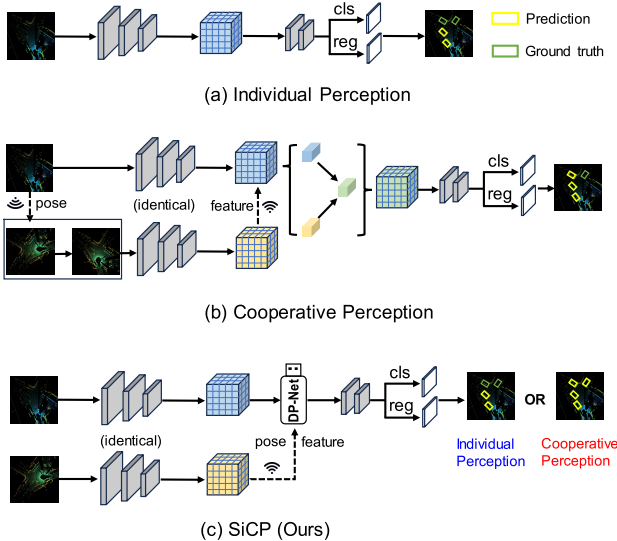 cls
reg
Prediction
Ground truth
(a) Individual Perception
pose
(identical)
feature
cls
reg
(b) Cooperative Perception
(identical)
DP-Net
pose
feature
cls
reg
OR
Individual
Perception
Cooperative
Perception
(c) SiCP (Ours)